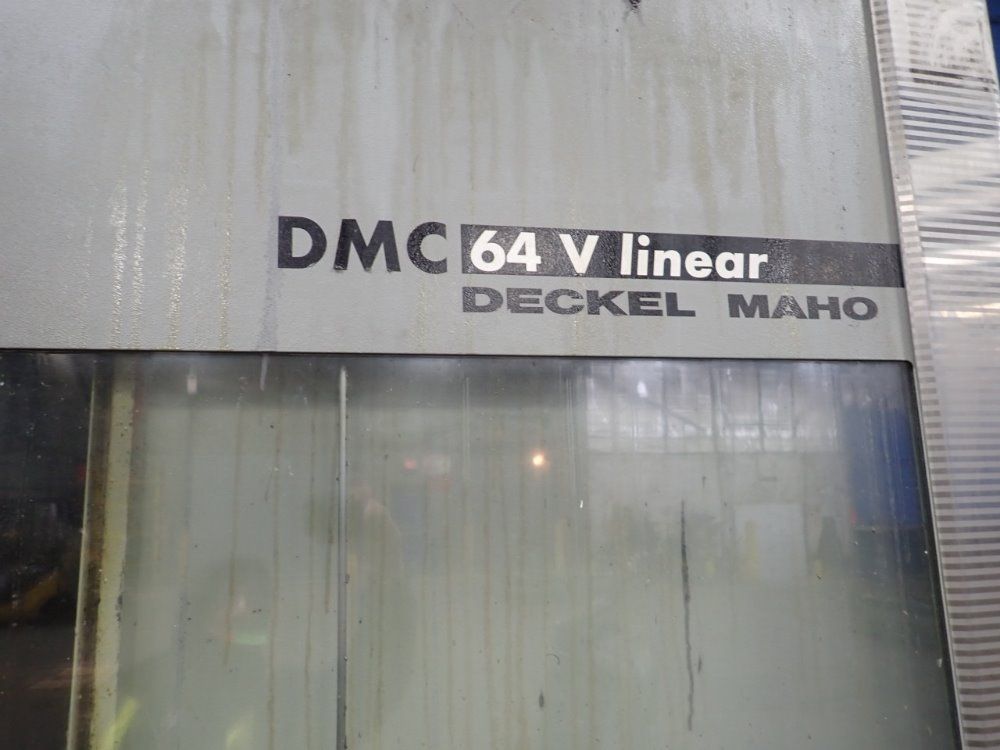 DMC 64 V linear
DECKEL MAHO